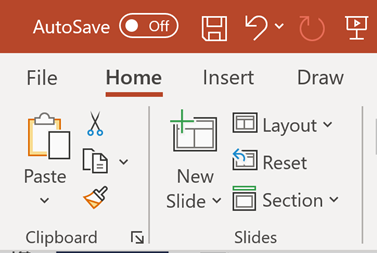 AutoSave Off
File Home Insert Draw
Paste
New
Slide
Layout
Reset
Section
Clipboard
Slides